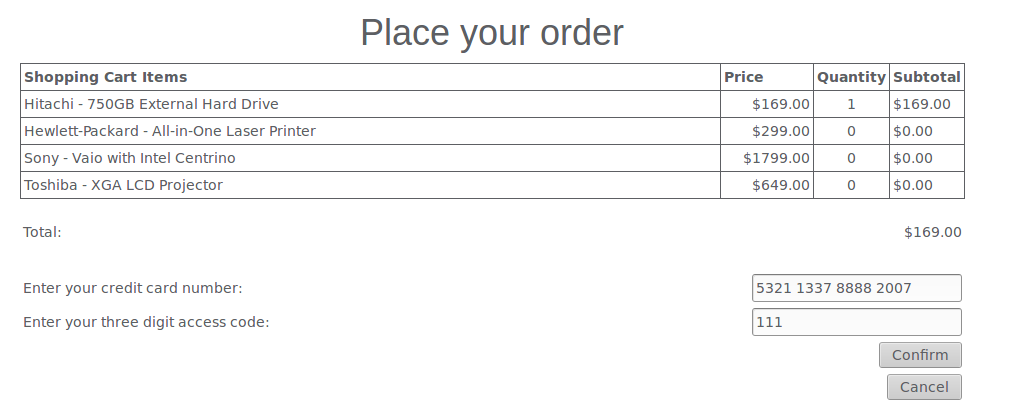 Place your order
Shopping Cart Items Price Quantity Subtotal
Hitachi - 750GB External Hard Drive $169.00 1 $169.00
Hewlett-Packard - All-in-One Laser Printer $299.00 0 $0.00
Sony - Vaio with Intel Centrino $1799.00 0 $0.00
Toshiba - XGA LCD Projector $649.00 0 $0.00
Total: $169.00
Enter your credit card number: 5321 1337 8888 2007
Enter your three digit access code: 111
Confirm
Cancel